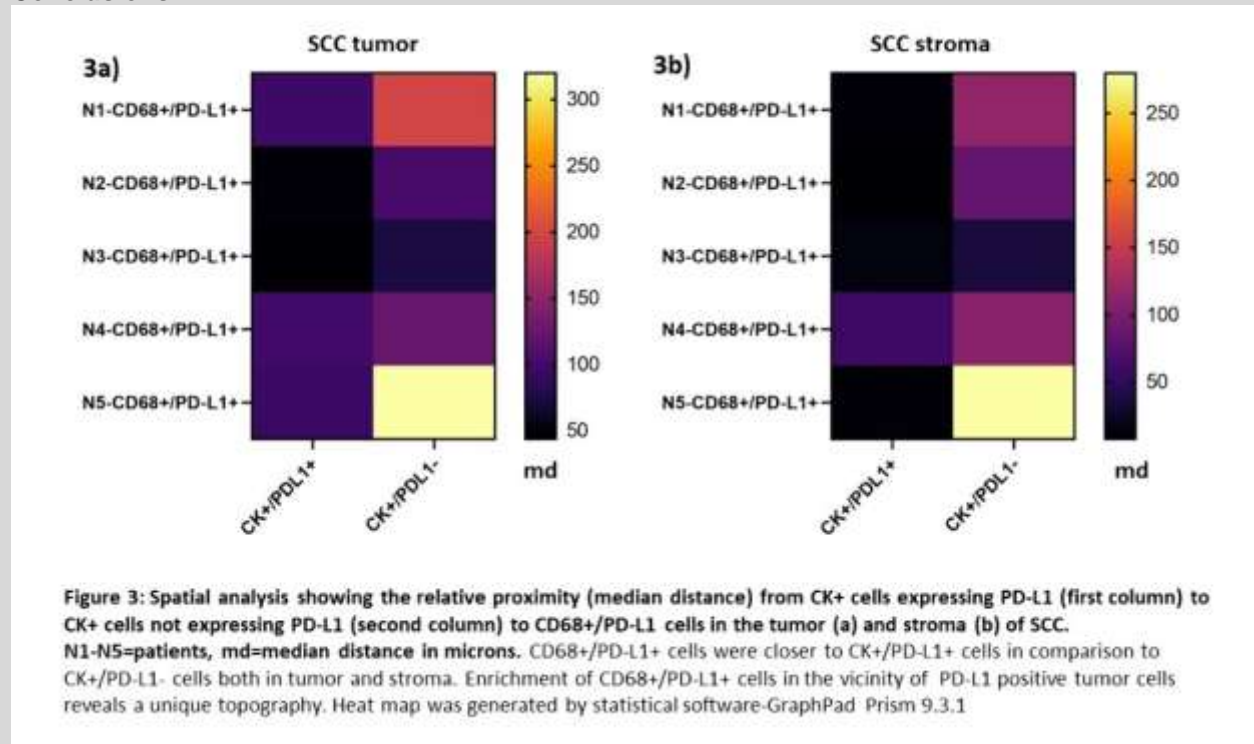 SCC tumor
3a)
N1-CD68+/PD-L1+
N2-CD68+/PD-L1+
N3-CD68+/PD-L1+
N4-CD68+/PD-L1+
N5-CD68+/PD-L1+
CK+/PDL1+
CK+/PDL1-
300
250
200
150
100
50
md
SCC stroma
3b)
N1-CD68+/PD-L1+
N2-CD68+/PD-L1+
N3-CD68+/PD-L1+
N4-CD68+/PD-L1+
N5-CD68+/PD-L1+
CK+/PDL1+
CK+/PDL1-
250
200
150
100
50
md
Figure 3: Spatial analysis showing the relative proximity (median distance) from CK+ cells expressing PD-L1 (first column) to
CK+ cells not expressing PD-L1 (second column) to CD68+/PD-L1 cells in the tumor (a) and stroma (b) of SCC.
N1-N5=patients, md=median distance in microns. CD68+/PD-L1+ cells were closer to CK+/PD-L1+ cells in comparison to
CK+/PD-L1- cells both in tumor and stroma. Enrichment of CD68+/PD-L1+ cells in the vicinity of PD-L1 positive tumor cells
reveals a unique topography. Heat map was generated by statistical software-GraphPad Prism 9.3.1